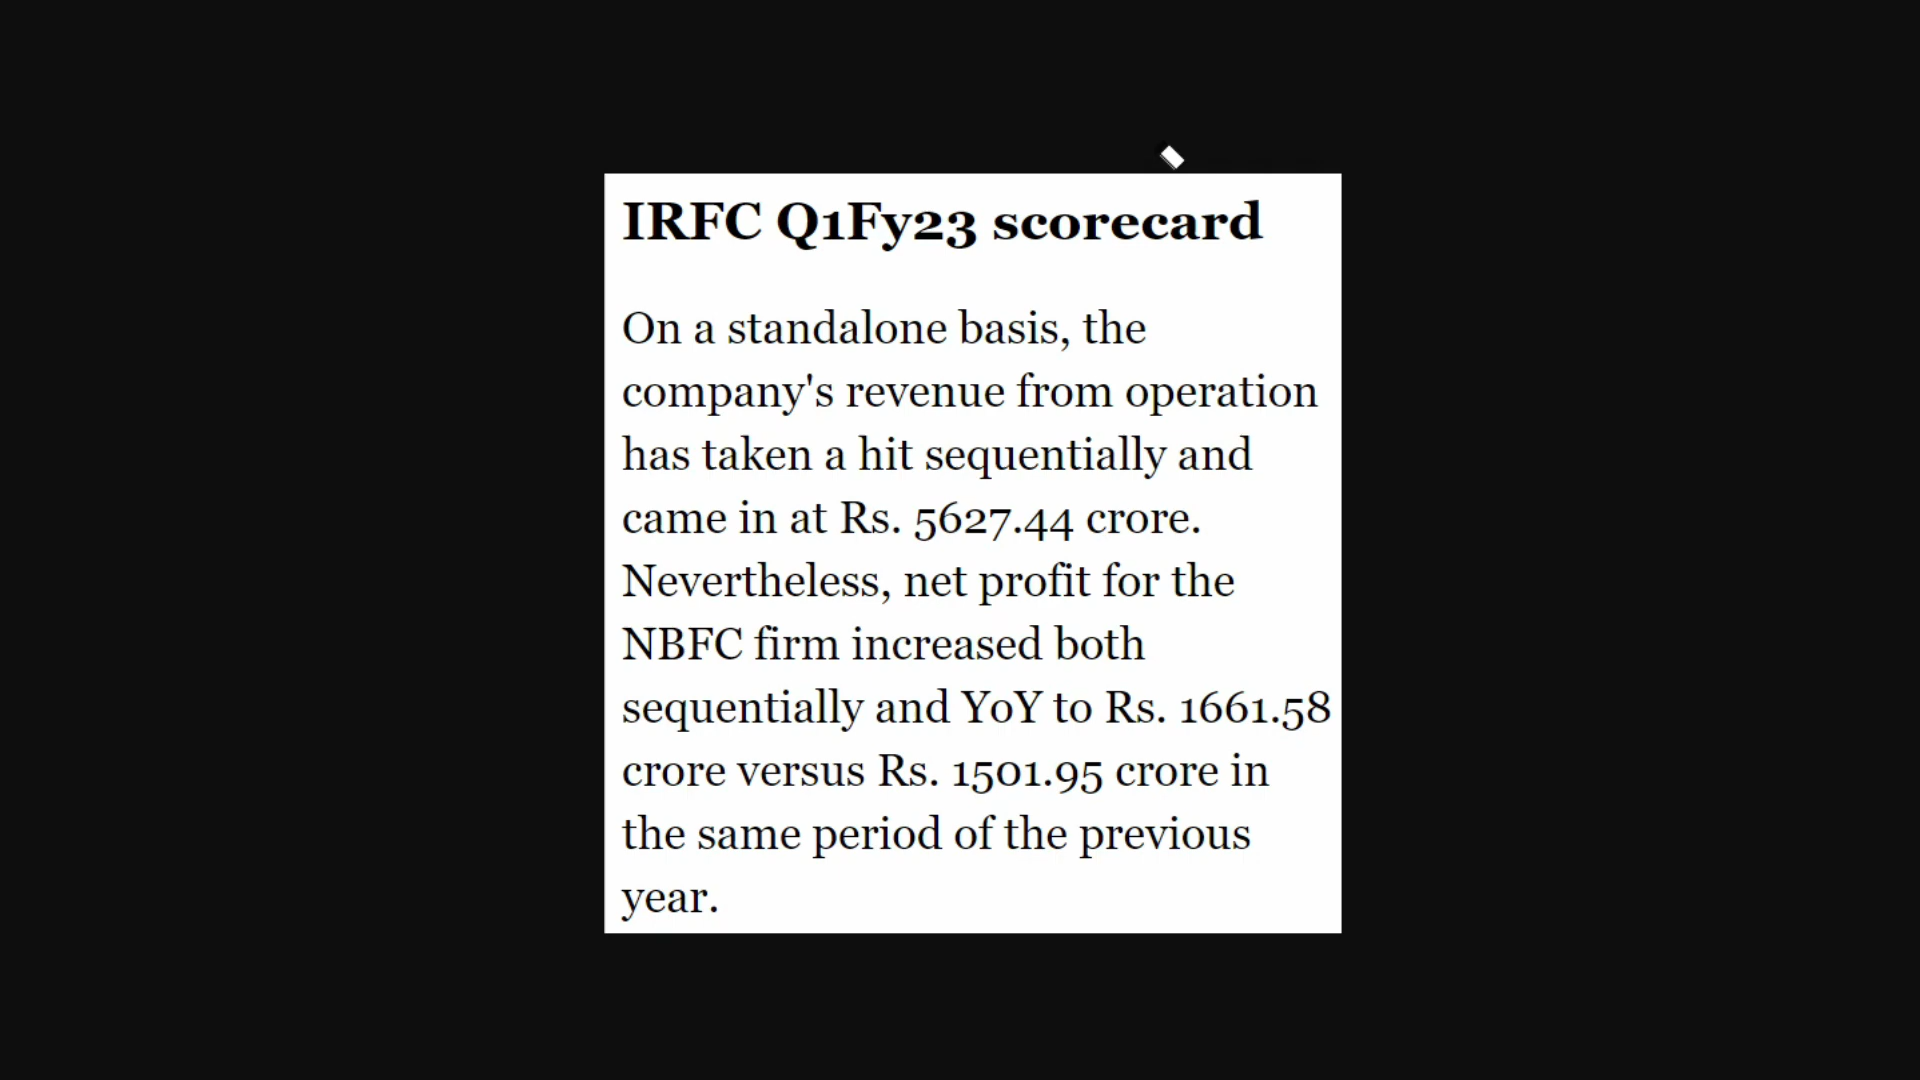 IRFC Q1Fy23 scorecard
On a standalone basis, the
company's revenue from operation
has taken a hit sequentially and
came in at Rs. 5627.44 crore.
Nevertheless, net profit for the
NBFC firm increased both
sequentially and YoY to Rs. 1661.58
crore versus Rs. 1501.95 crore in
the same period of the previous
year.